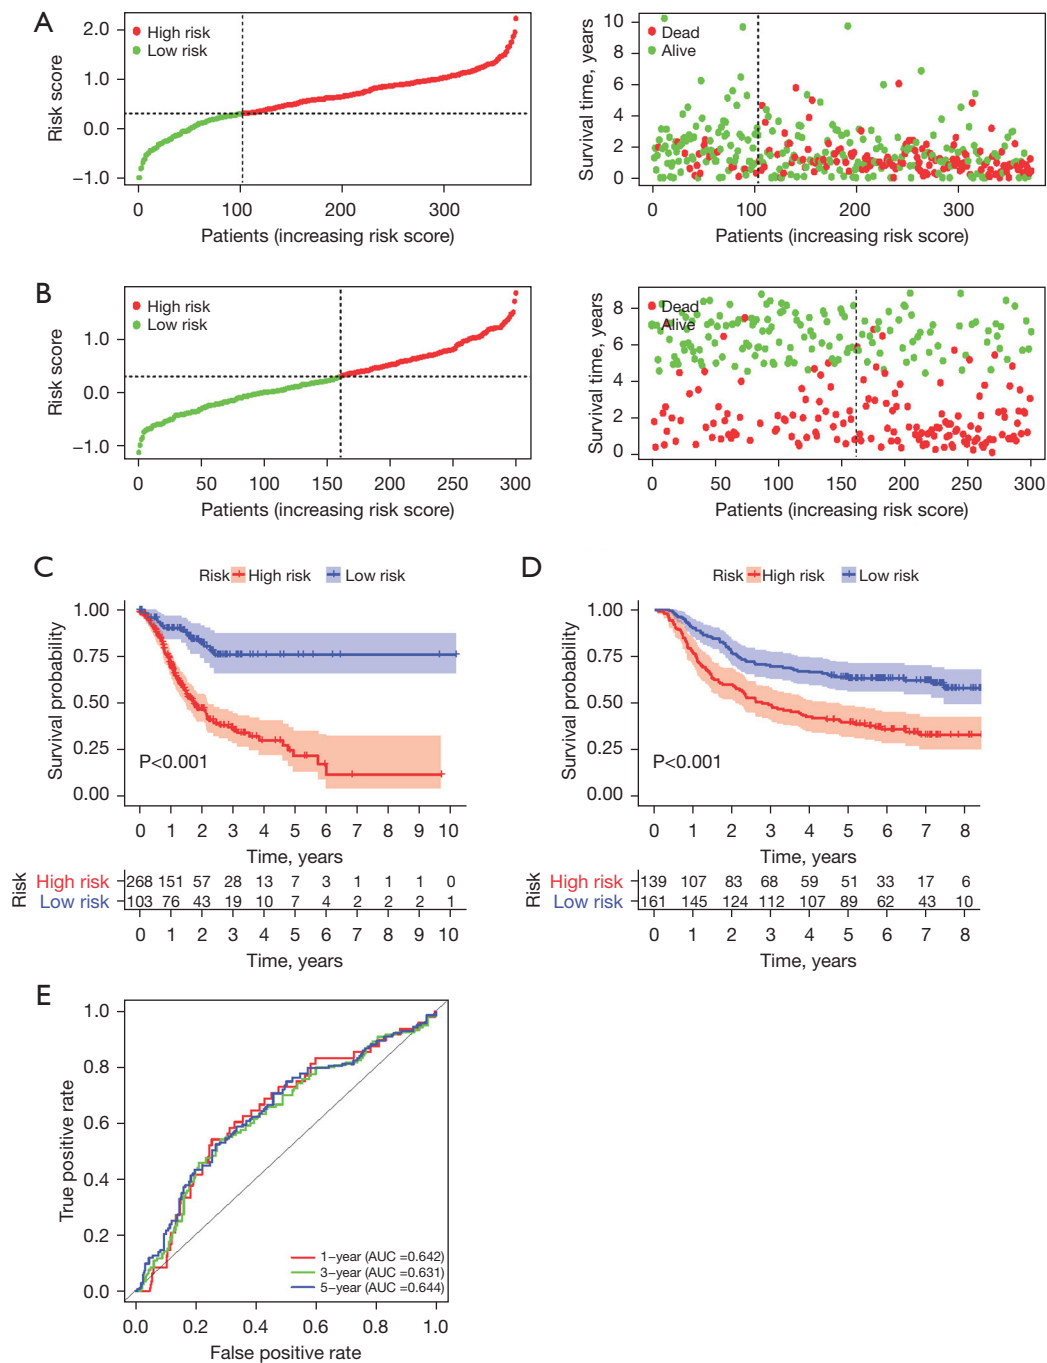 A
High risk
Low risk
2.0
1.0
0.0
−1.0
Risk score
0 100 200 300
Patients (increasing risk score)
Dead
Alive
10
8
6
4
2
0
Survival time, years
0 100 200 300
Patients (increasing risk score)
B
High risk
Low risk
1.0
0.0
−1.0
Risk score
0 50 100 150 200 250 300
Patients (increasing risk score)
Dead
Alive
8
6
4
2
0
Survival time, years
0 50 100 150 200 250 300
Patients (increasing risk score)
C
Risk High risk Low risk
1.00
0.75
0.50
0.25
0.00
Survival probability
P<0.001
0 1 2 3 4 5 6 7 8 9 10
Time, years
Risk
High risk 268 151 57 28 13 7 3 1 1 1 0
Low risk 103 76 43 19 10 7 4 2 2 2 1
0 1 2 3 4 5 6 7 8 9 10
Time, years
D
Risk High risk Low risk
1.00
0.75
0.50
0.25
0.00
Survival probability
P<0.001
0 1 2 3 4 5 6 7 8
Time, years
Risk
High risk 139 107 83 68 59 51 33 17 6
Low risk 161 145 124 112 107 89 62 43 10
0 1 2 3 4 5 6 7 8
Time, years
E
1.0
0.8
0.6
0.4
0.2
0.0
True positive rate
1−year (AUC =0.642)
3−year (AUC =0.631)
5−year (AUC =0.644)
0.0 0.2 0.4 0.6 0.8 1.0
False positive rate